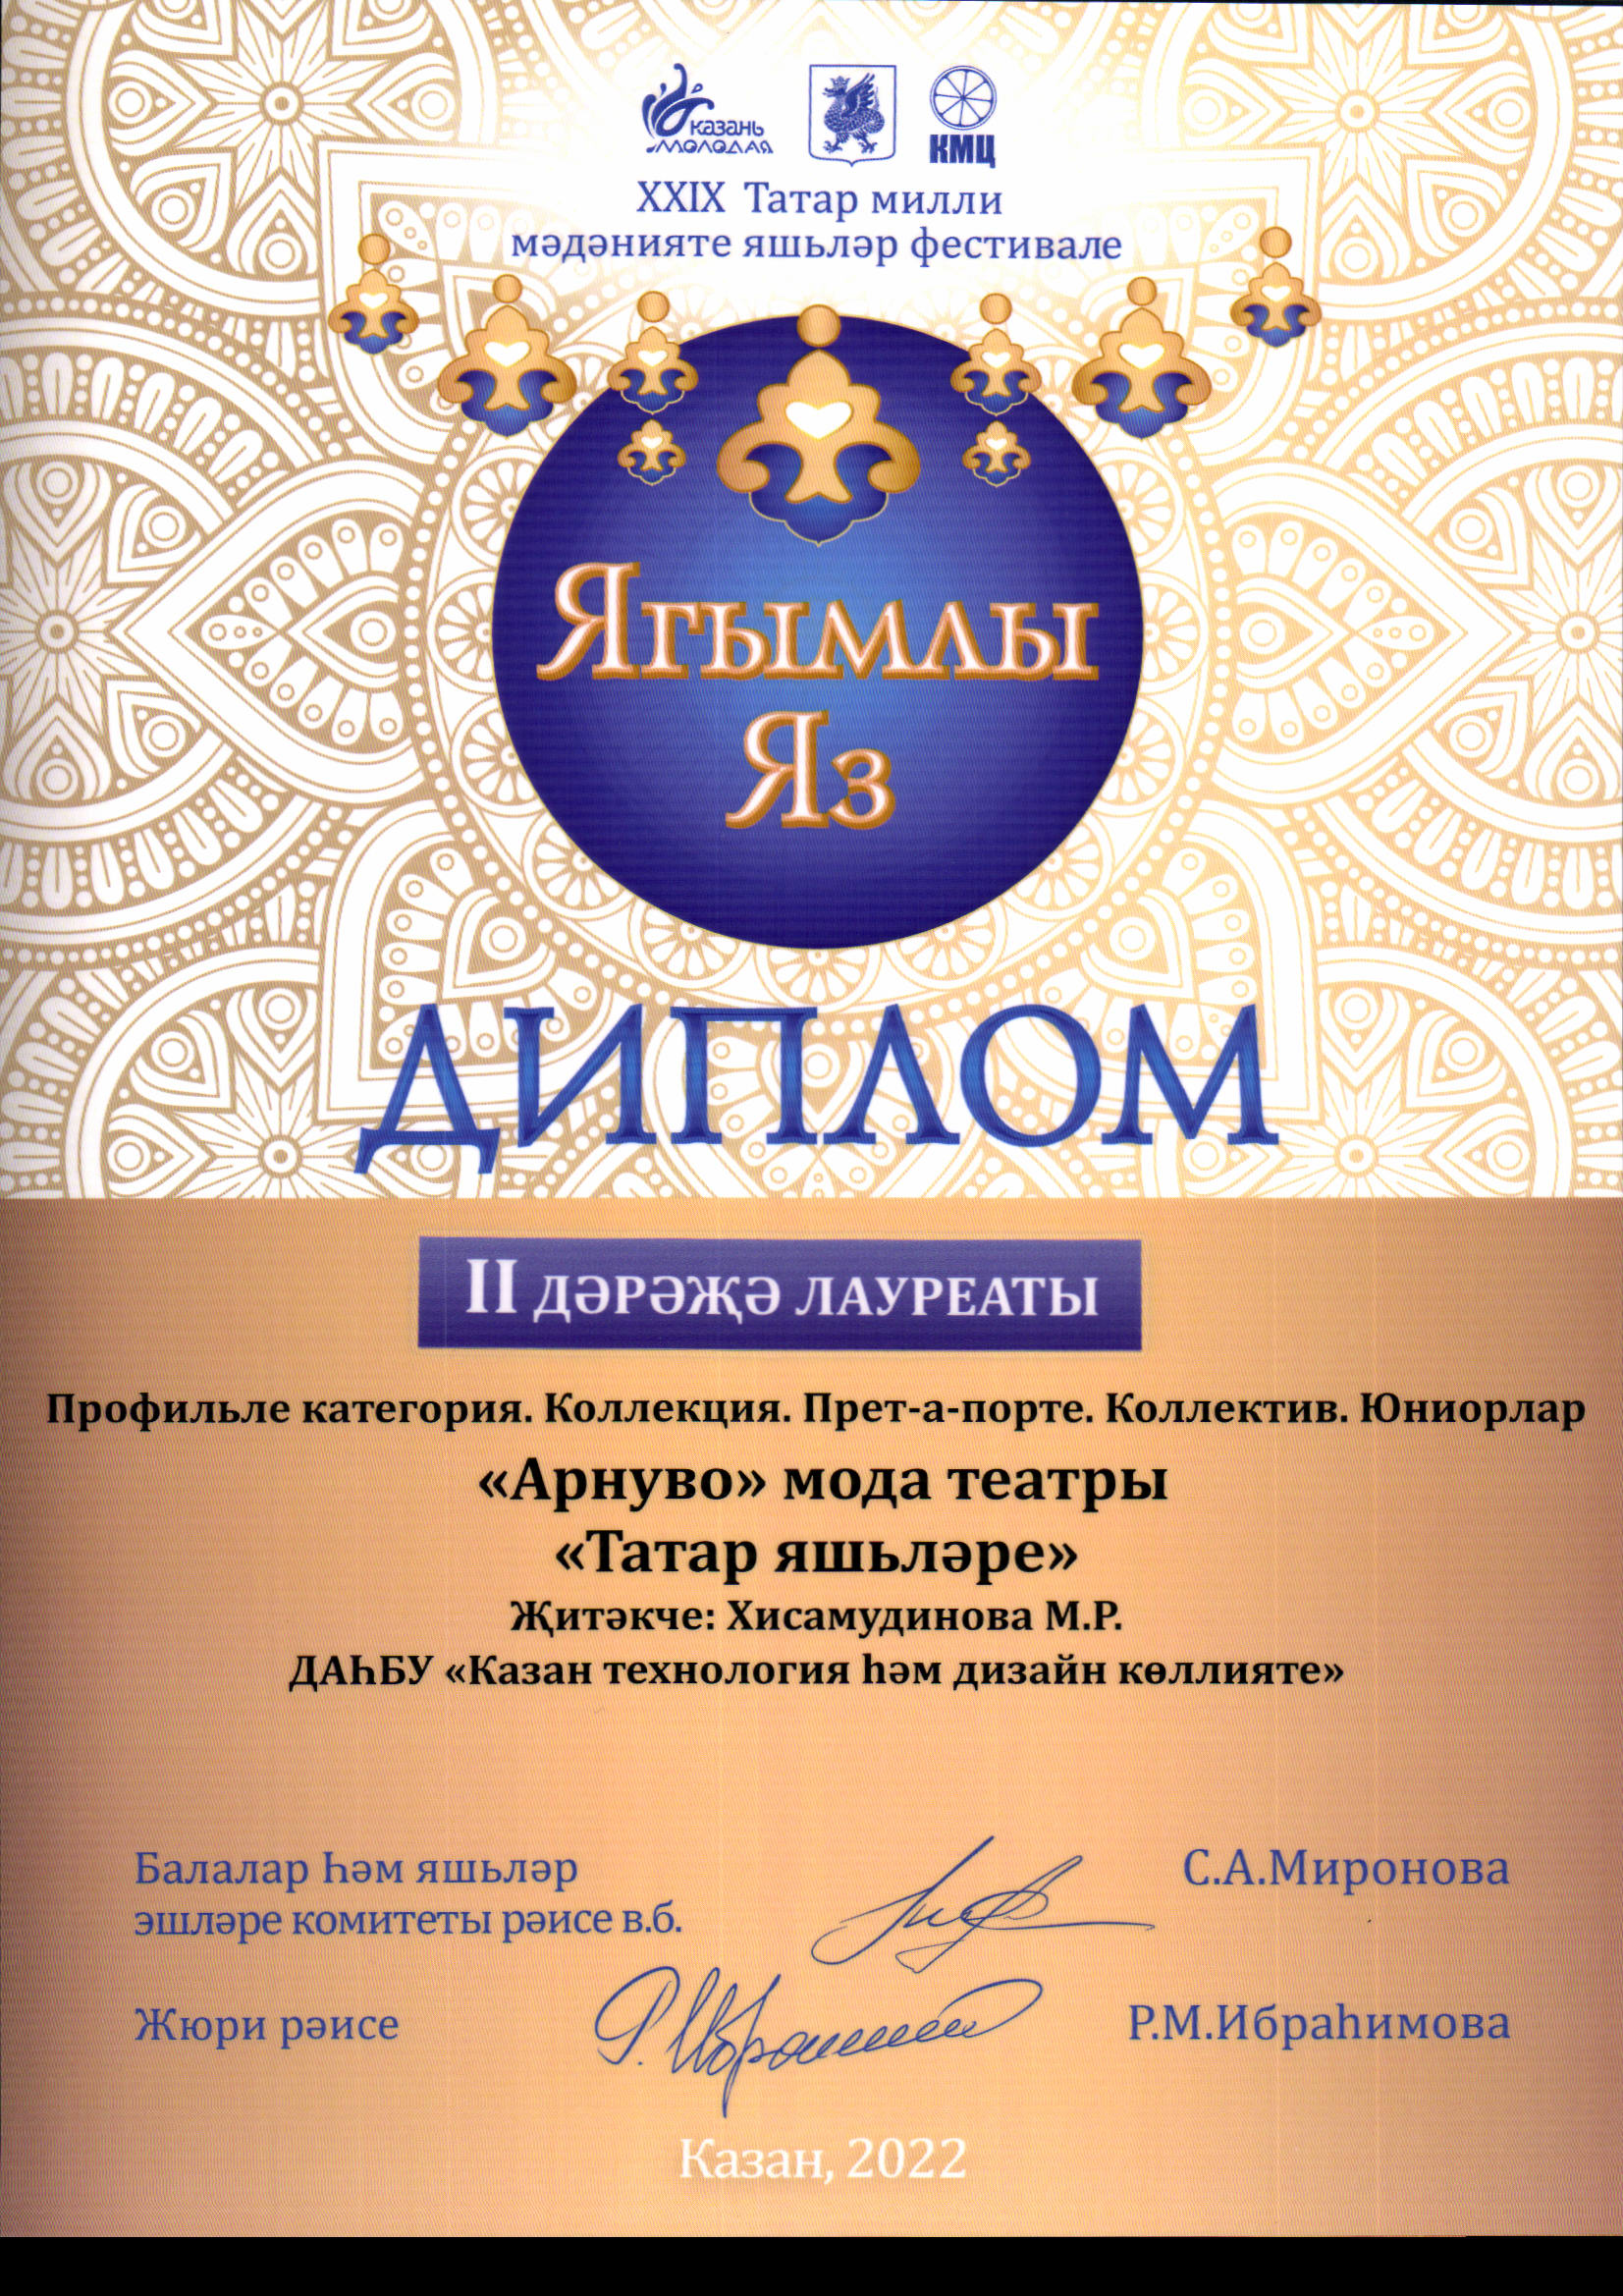 казань
молодая
КМЦ
XXIX Татар милли
мәдәнияте яшьләр фестивале
Ягымлы
Яз
ДИПЛОМ
II ДӘРӘҖӘ ЛАУРЕАТЫ
Профильле категория. Коллекция. Прет-а-порте. Коллектив. Юниорлар
«Арнуво» мода театры
«Татар яшьләре»
Җитәкче: Хисамудинова М.Р.
ДАҺБУ «Казан технология һәм дизайн көллияте»
Балалар Һәм яшьләр
эшләре комитеты рәисе в.б.
С.А.Миронова
Жюри рәисе
Р.М.Ибраһимова
Казан, 2022